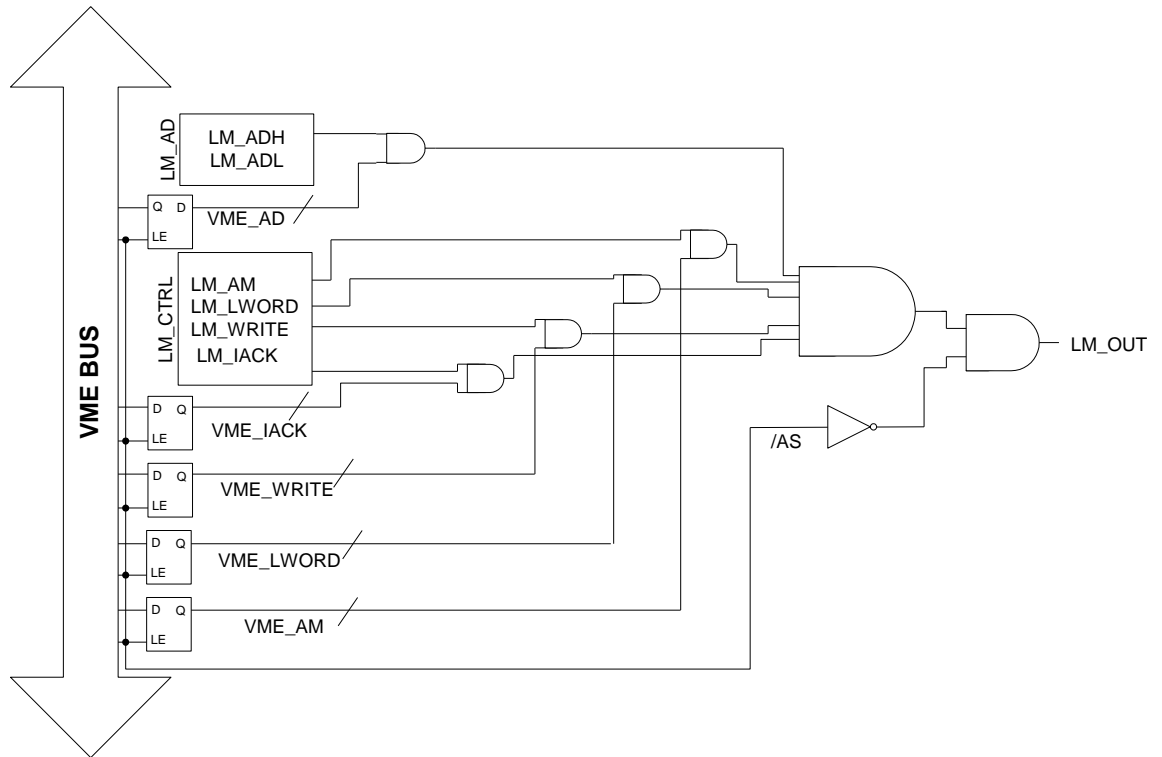 VME BUS
LM_AD
LM_ADH
LM_ADL
Q D
LE
VME_AD
LM_CTRL
LM_AM
LM_LWORD
LM_WRITE
LM_IACK
D Q
LE
VME_IACK
D Q
LE
VME_WRITE
D Q
LE
VME_LWORD
D Q
LE
VME_AM
/AS
LM_OUT